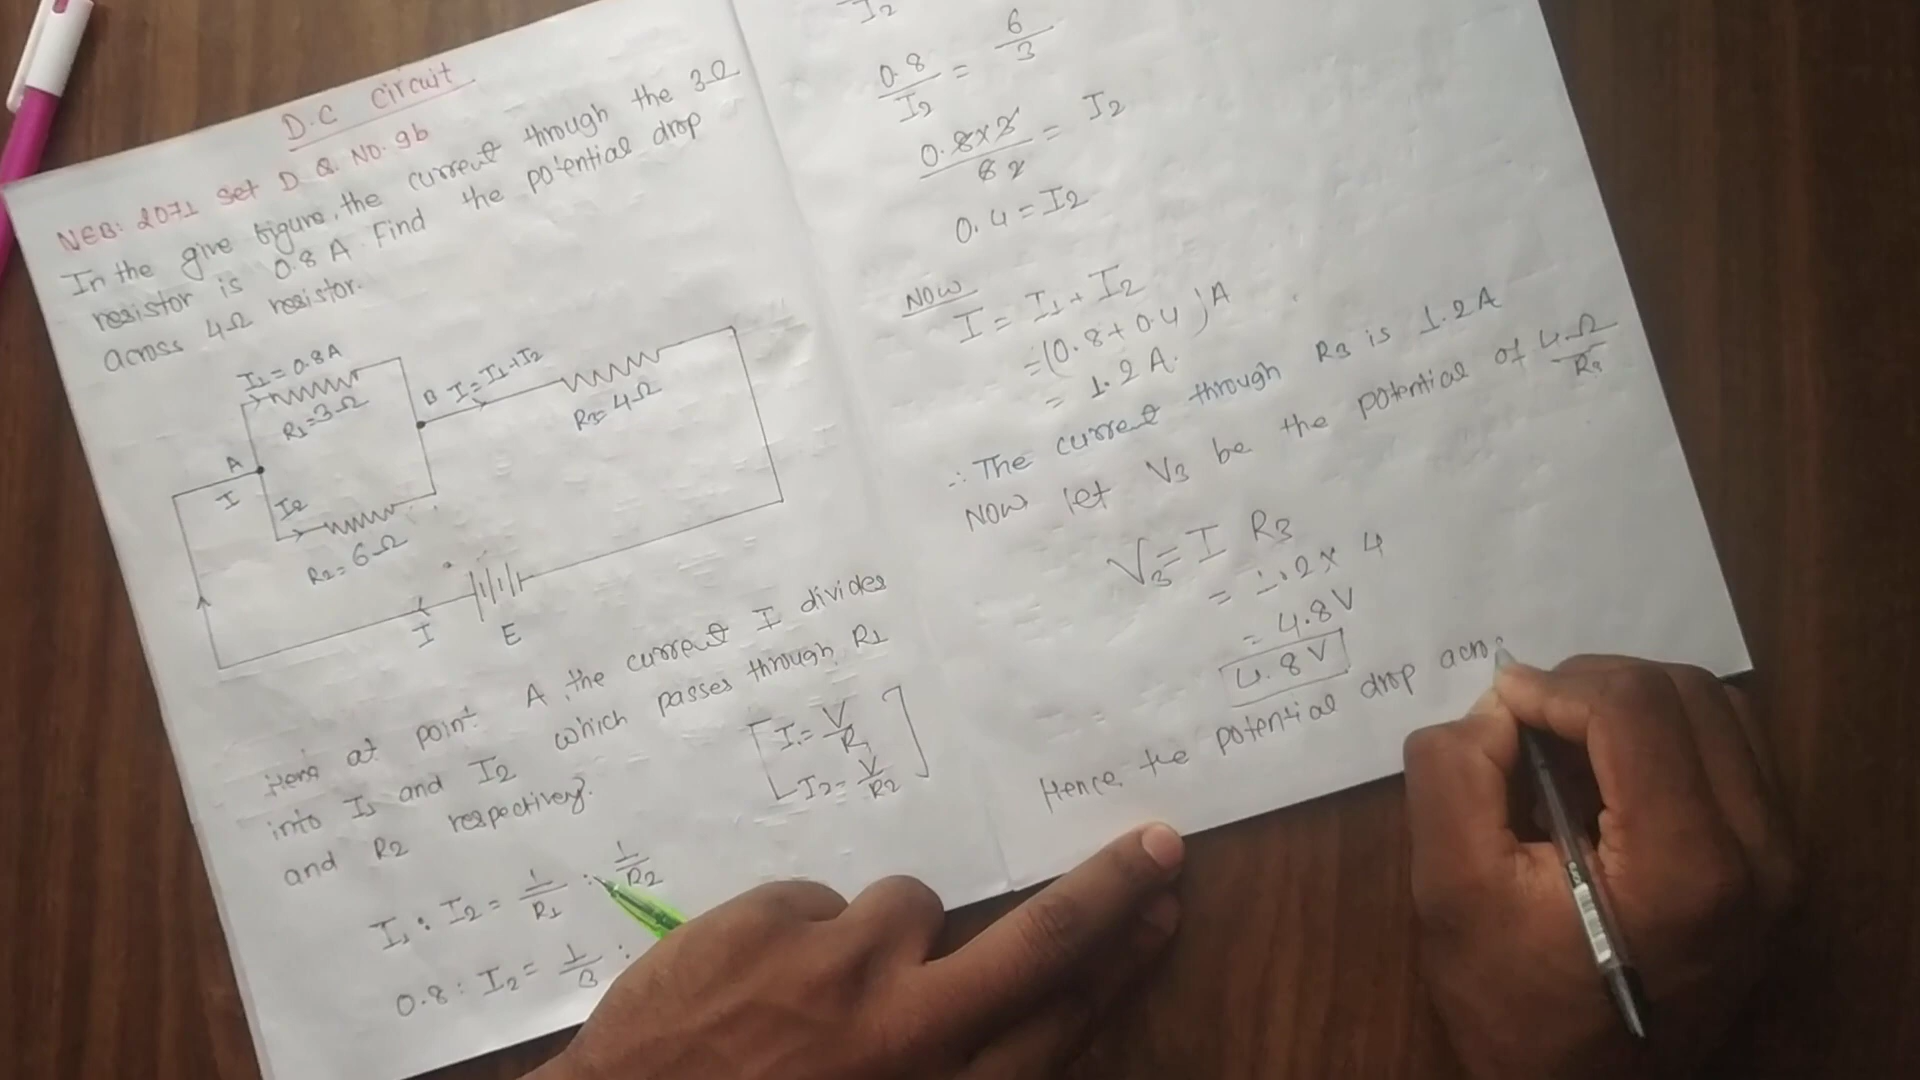 D.C Circuit
NEB: 2071 Set D Q. NO. 9b
In the give figure, the current through the 3Ω
resistor is 0.8 A. Find the potential drop
across 4Ω resistor.
I1 = 0.8A
R1=3Ω
B I=I1+I2
R3=4Ω
A
I
I2
R2=6Ω
I
E
Here at point A, the current I divides
into I1 and I2 which passes through R1
and R2 respectively.
[I1=V/R1
I2=V/R2]
I1 : I2 = 1/R1 : 1/R2
0.8 : I2 = 1/3 :
I2
0.8/I2 = 6/3
0.8×3/6 2 = I2
0.4 = I2
Now
I = I1 + I2
=(0.8+0.4)A
= 1.2A.
∴ The current through R3 is 1.2A
Now let V3 be the potential of 4Ω
R3
V3=I R3
= 1.2× 4
= 4.8V
4.8V
Hence, the potential drop acro